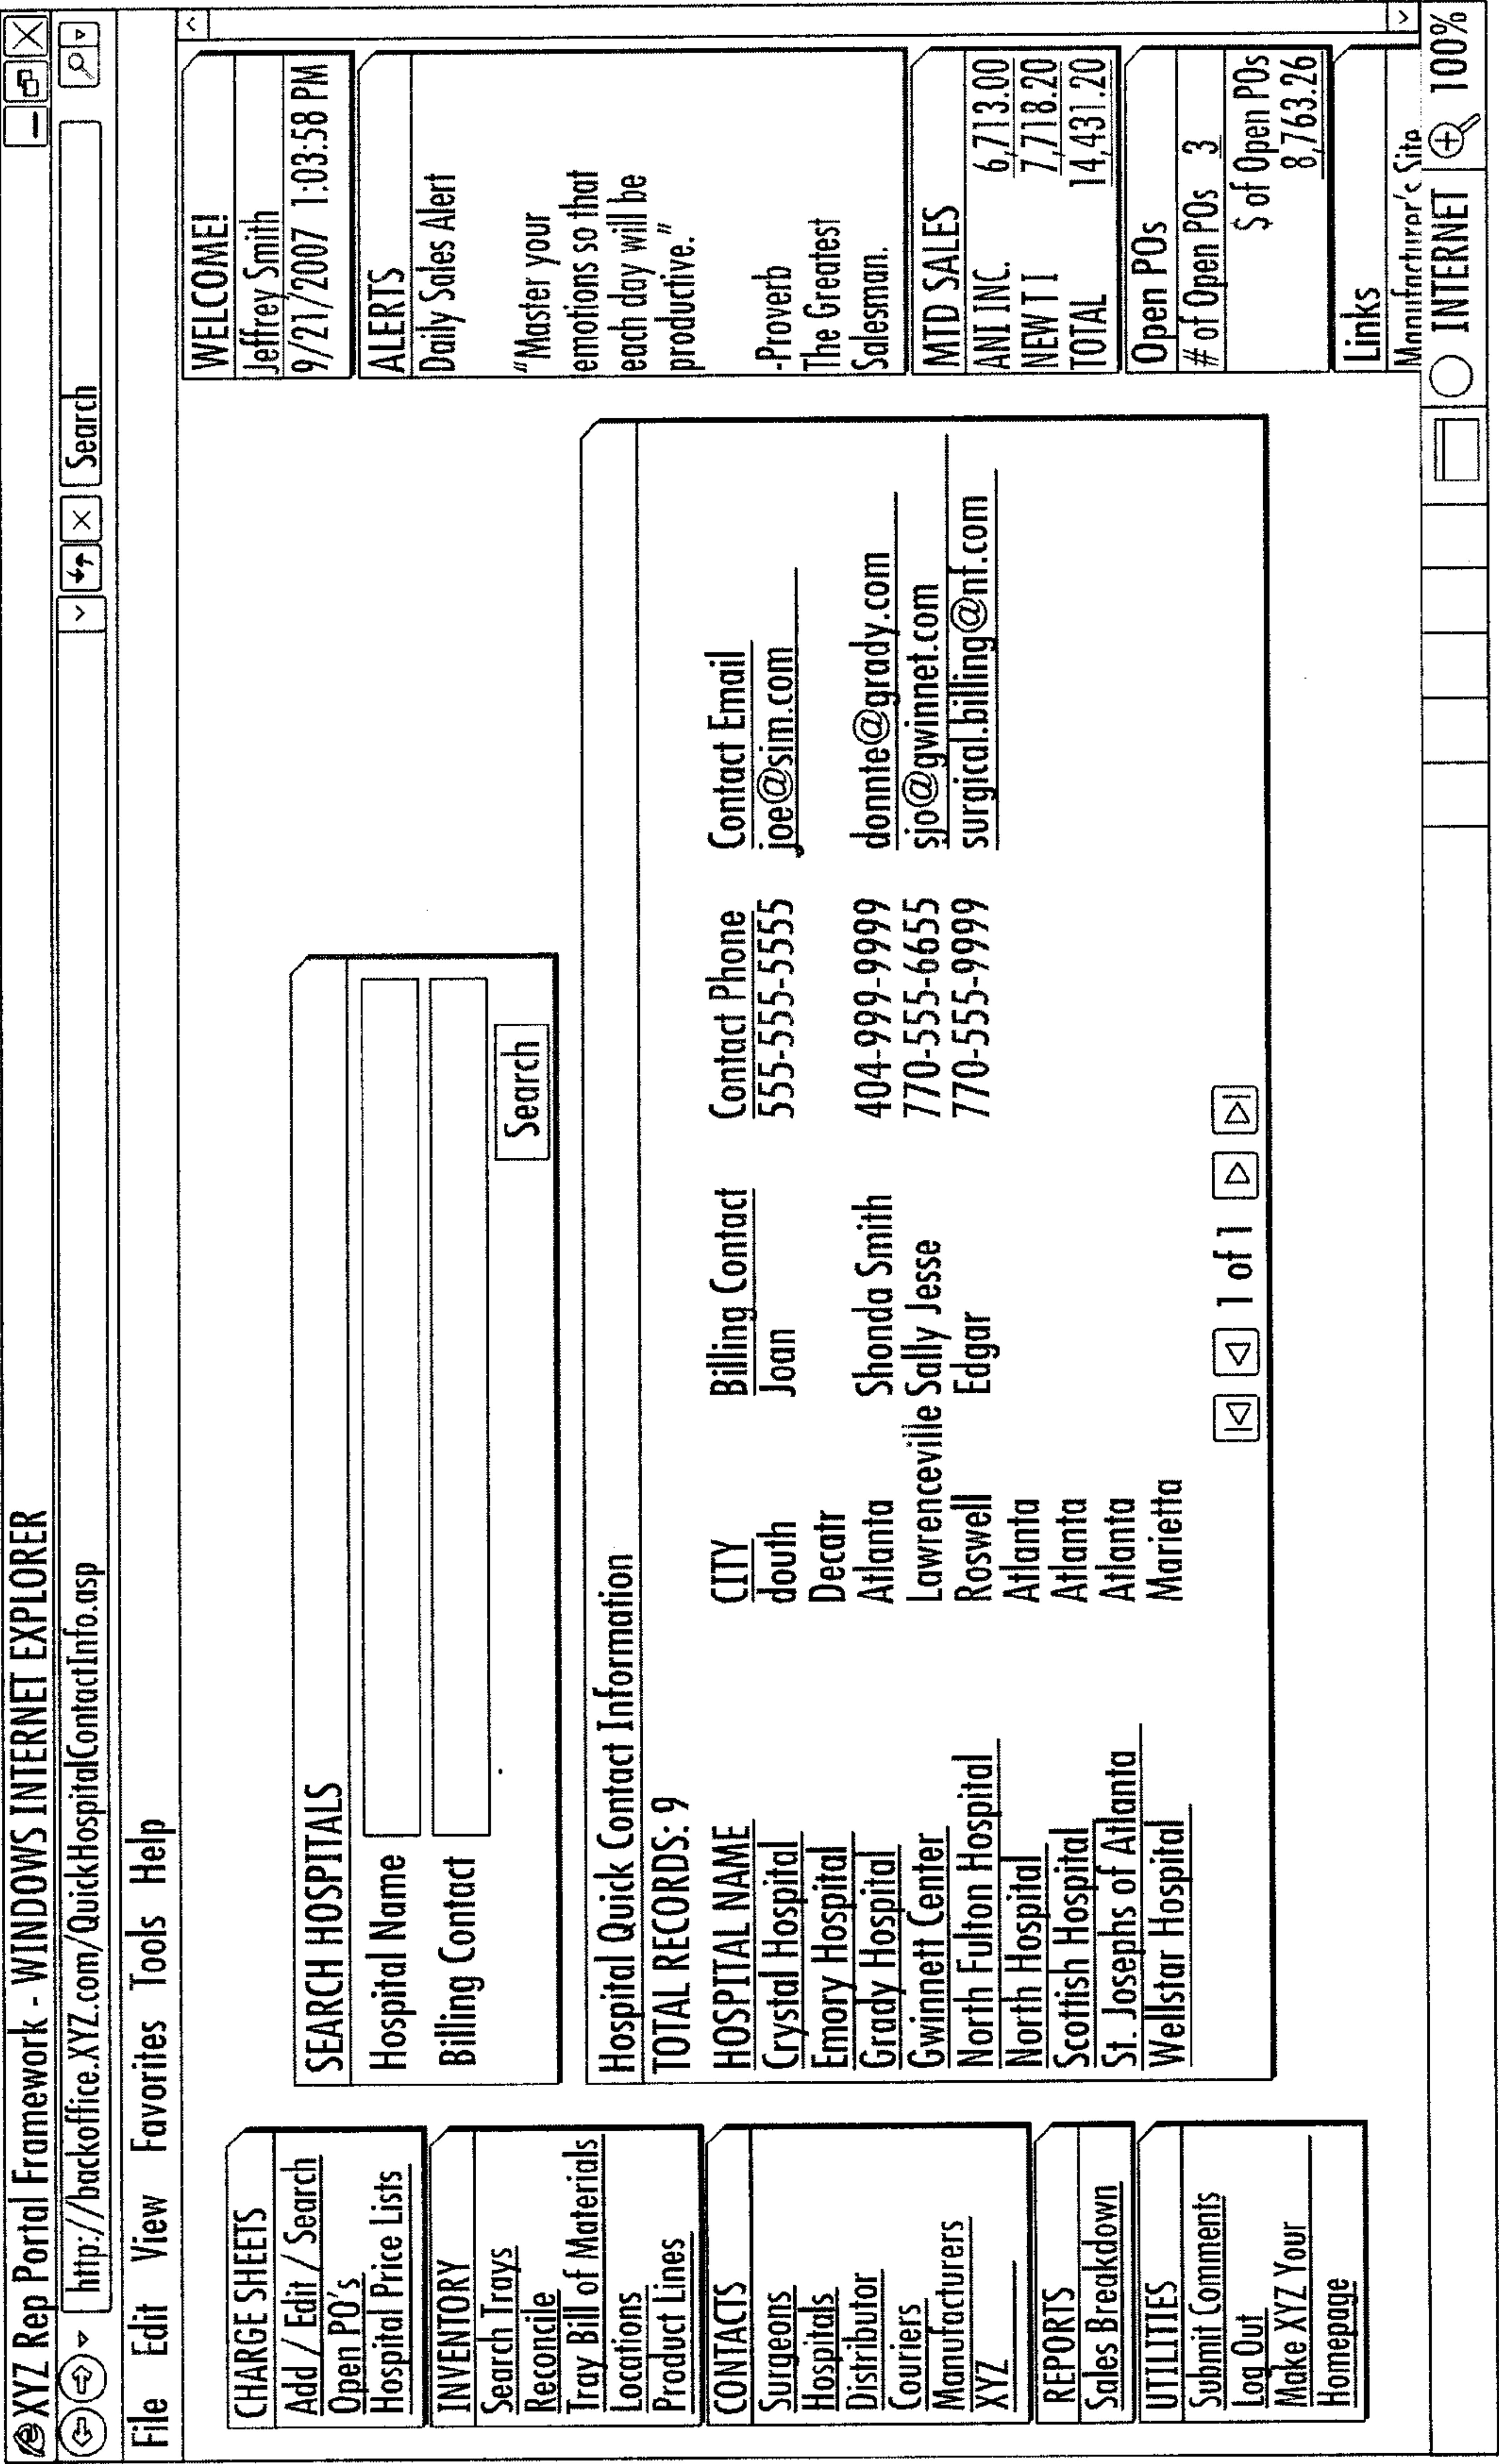 XYZ Rep Portal Framework - WINDOWS INTERNET EXPLORER
http://backoffice.XYZ.com/QuickHospitalContactInfo.asp
Search
File Edit View Favorites Tools Help
CHARGE SHEETS
Add / Edit / Search
Open PO's
Hospital Price Lists
INVENTORY
Search Trays
Reconcile
Tray Bill of Materials
Locations
Product Lines
CONTACTS
Surgeons
Hospitals
Distributor
Couriers
Manufacturers
XYZ
REPORTS
Sales Breakdown
UTILITIES
Submit Comments
Log Out
Make XYZ Your
Homepage
SEARCH HOSPITALS
Hospital Name
Billing Contact
Search
Hospital Quick Contact Information
TOTAL RECORDS: 9
HOSPITAL NAME CITY Billing Contact Contact Phone Contact Email
Crystal Hospital douth Joan 555-555-5555 joe@sim.com
Emory Hospital Decatr
Grady Hospital Atlanta Shonda Smith 404-999-9999 donnte@grady.com
Gwinnett Center Lawrenceville Sally Jesse 770-555-6655 sjo@gwinnet.com
North Fulton Hospital Roswell Edgar 770-555-9999 surgical.billing@nf.com
North Hospital Atlanta
Scottish Hospital Atlanta
St. Josephs of Atlanta Atlanta
Wellstar Hospital Marietta
1 of 1
WELCOME!
Jeffrey Smith
9/21/2007 1:03:58 PM
ALERTS
Daily Sales Alert
"Master your
emotions so that
each day will be
productive."
-Proverb
The Greatest
Salesman.
MTD SALES
ANI INC. 6,713.00
NEW T I 7,718.20
TOTAL 14,431.20
Open POs
# of Open POs 3
$ of Open POs
8,763.26
Links
Manufacturer's Site
INTERNET 100%